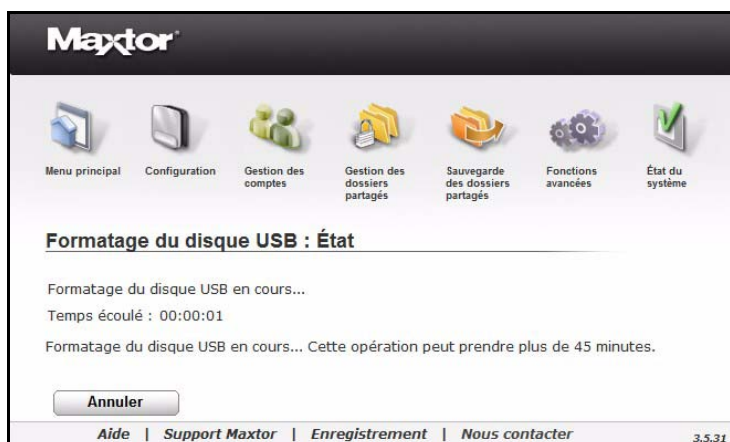 Maxtor
Menu principal
Configuration
Gestion des
comptes
Gestion des
dossiers
partagés
Sauvegarde
des dossiers
partagés
Fonctions
avancées
État du
système
Formatage du disque USB : État
Formatage du disque USB en cours...
Temps écoulé : 00:00:01
Formatage du disque USB en cours... Cette opération peut prendre plus de 45 minutes.
Annuler
Aide | Support Maxtor | Enregistrement | Nous contacter
3.5.31